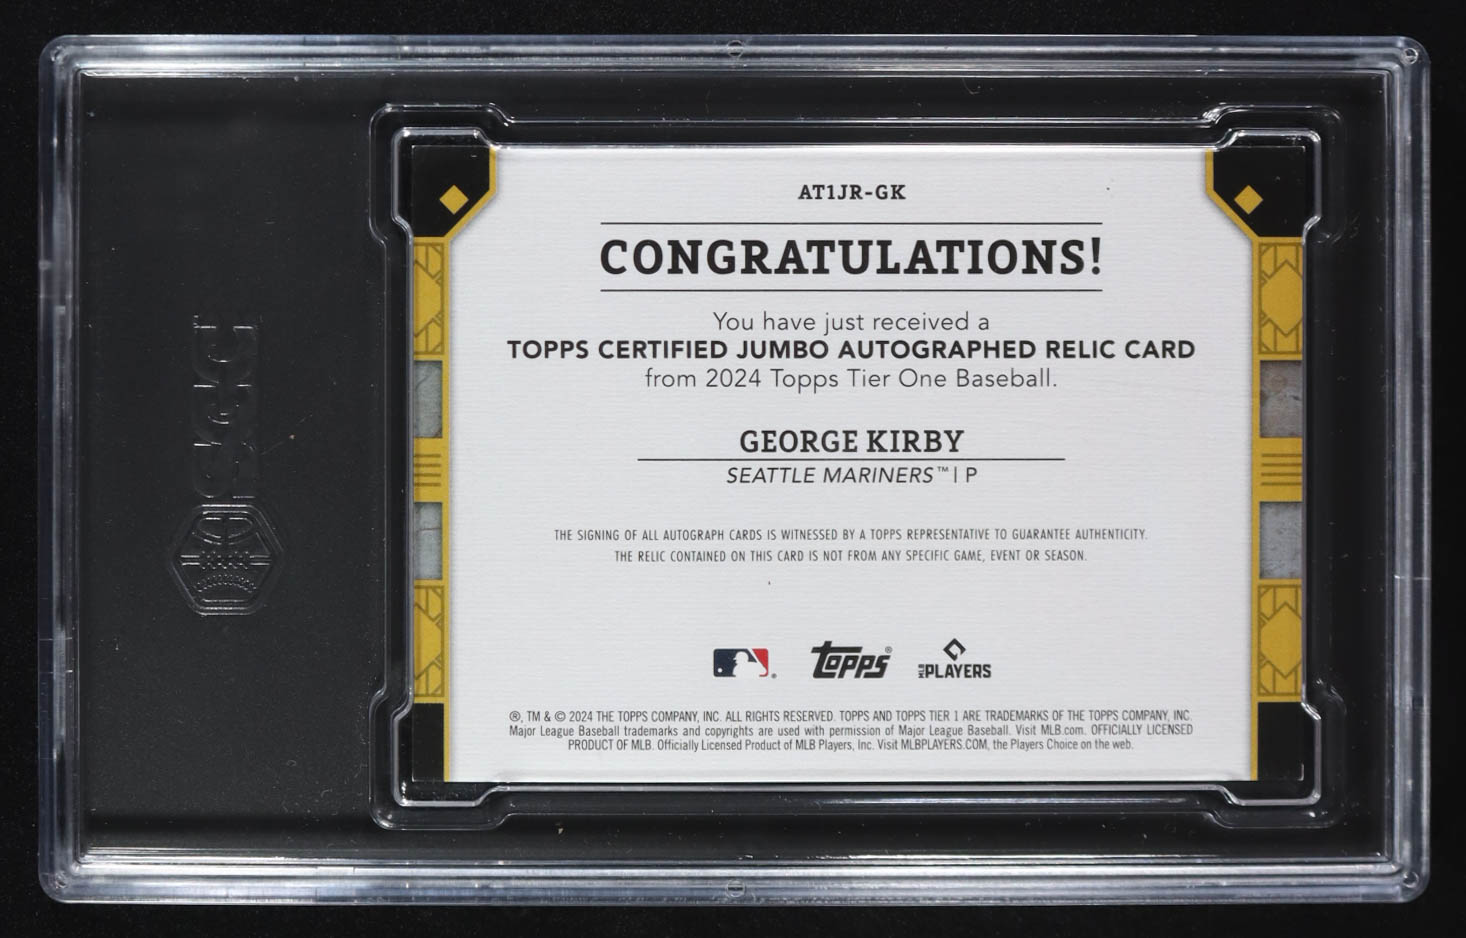 AT1JR-GK
CONGRATULATIONS!
You have just received a
TOPPS CERTIFIED JUMBO AUTOGRAPHED RELIC CARD
from 2024 Topps Tier One Baseball.
GEORGE KIRBY
SEATTLE MARINERS™ | P
THE SIGNING OF ALL AUTOGRAPH CARDS IS WITNESSED BY A TOPPS REPRESENTATIVE TO GUARANTEE AUTHENTICITY.
THE RELIC CONTAINED ON THIS CARD IS NOT FROM ANY SPECIFIC GAME, EVENT OR SEASON.
topps®
MLB PLAYERS
®, TM & © 2024 THE TOPPS COMPANY, INC. ALL RIGHTS RESERVED. TOPPS AND TOPPS TIER 1 ARE TRADEMARKS OF THE TOPPS COMPANY, INC.
Major League Baseball trademarks and copyrights are used with permission of Major League Baseball. Visit MLB.com. OFFICIALLY LICENSED
PRODUCT OF MLB. Officially Licensed Product of MLB Players, Inc. Visit MLBPLAYERS.COM, the Players Choice on the web.
SGC